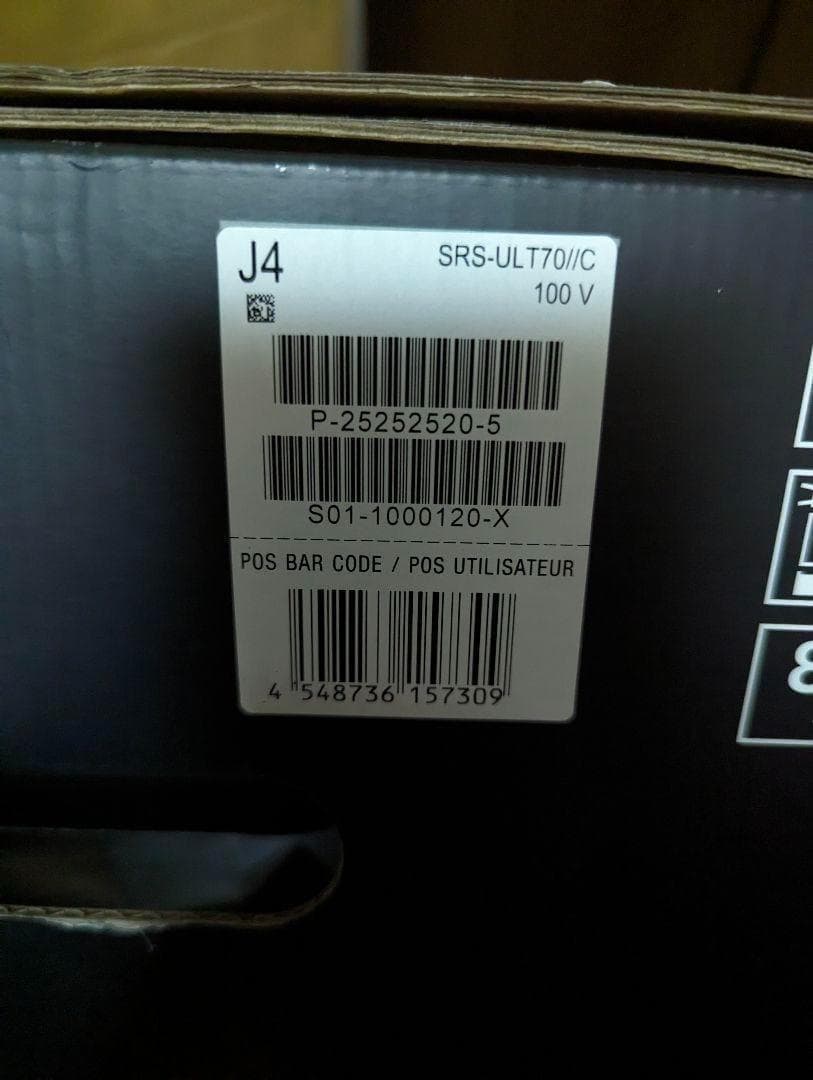 J4
SRS-ULT70//C
100 V
P-25252520-5
S01-1000120-X
POS BAR CODE / POS UTILISATEUR
4 548736 157309